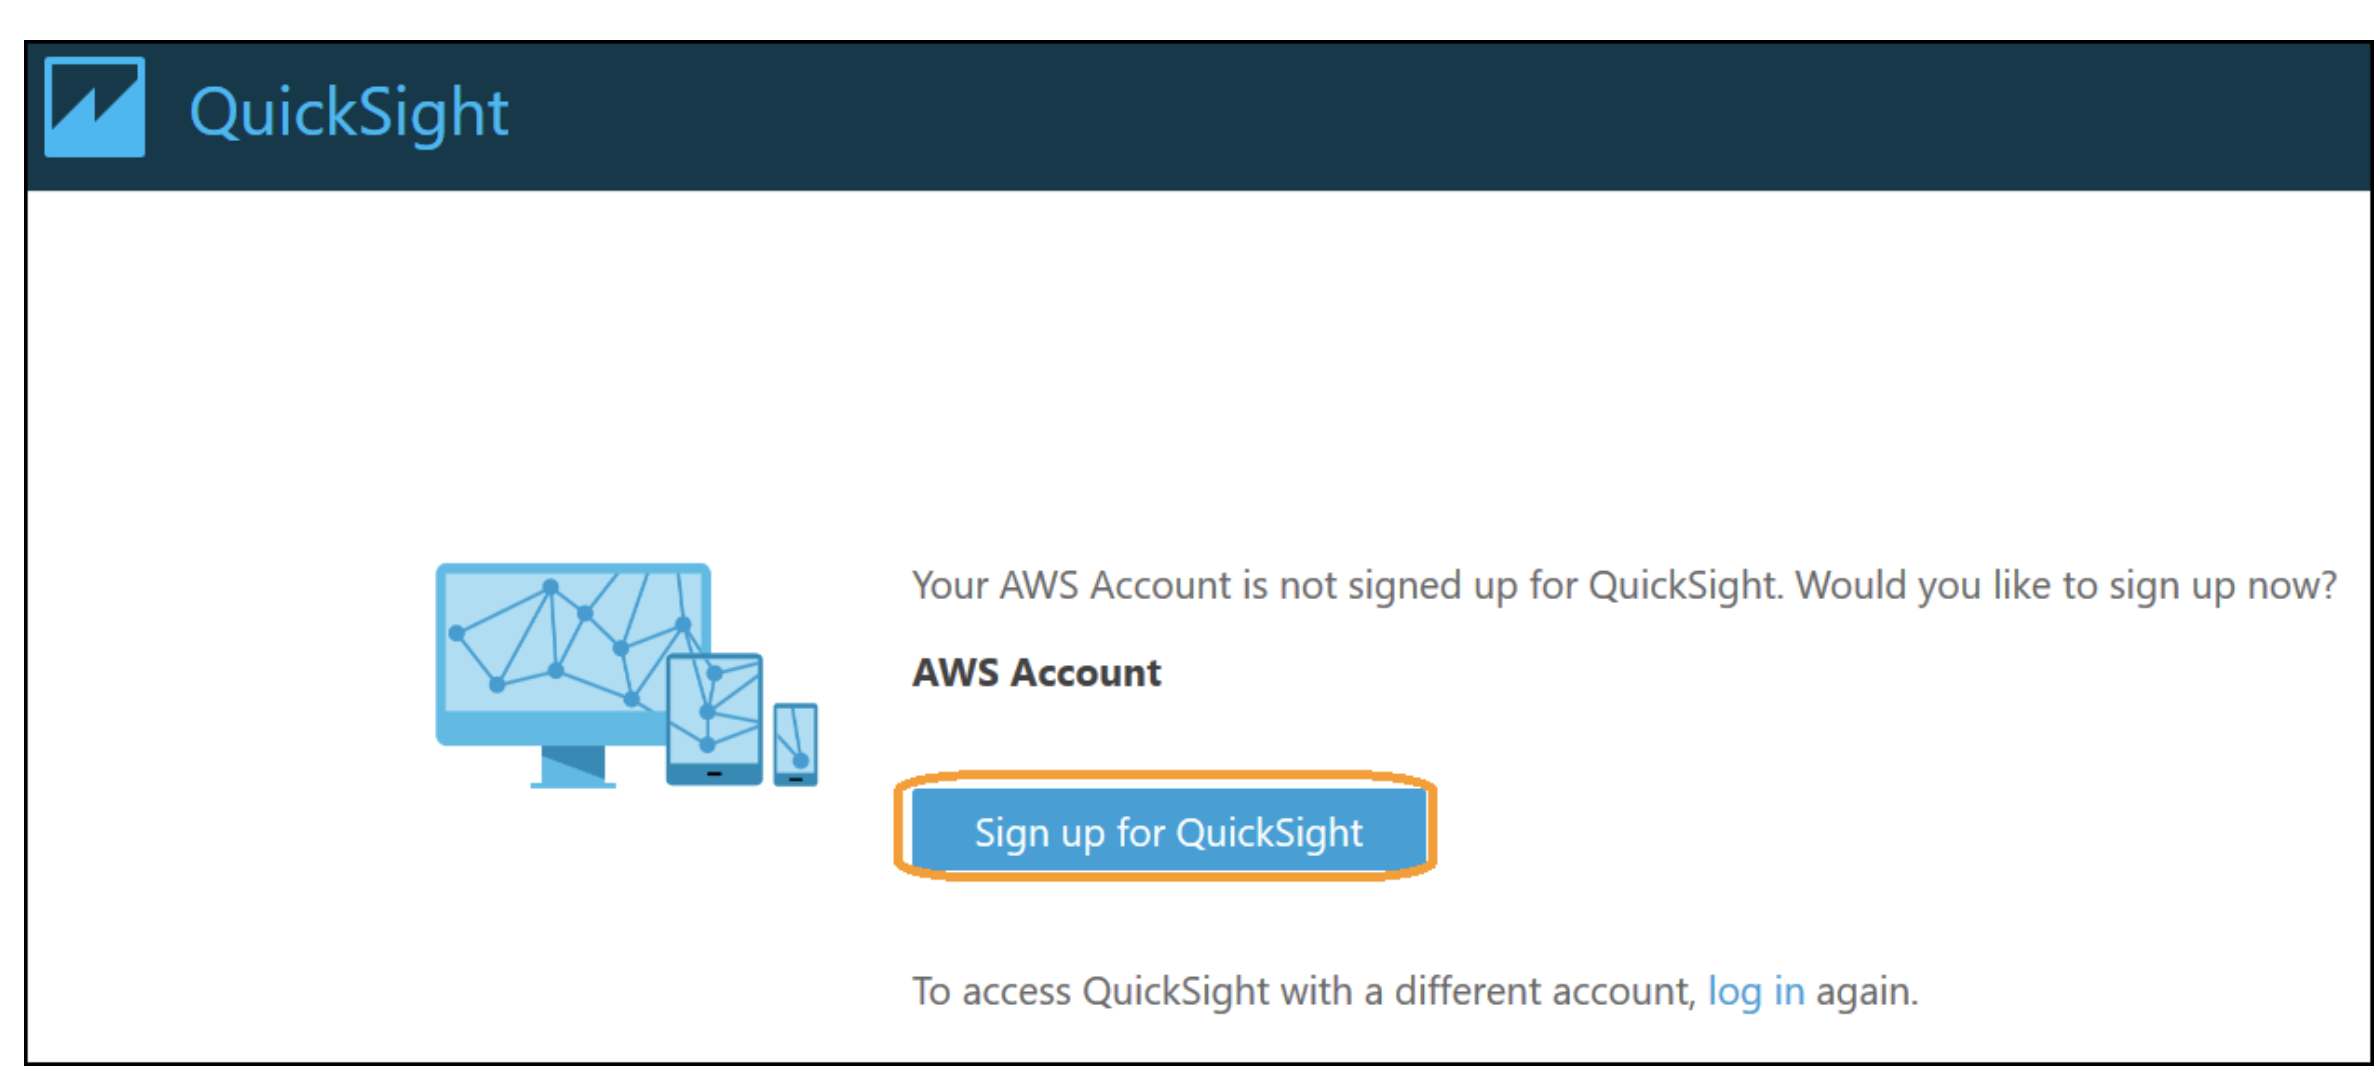 QuickSight
Your AWS Account is not signed up for QuickSight. Would you like to sign up now?
AWS Account
Sign up for QuickSight
To access QuickSight with a different account, log in again.